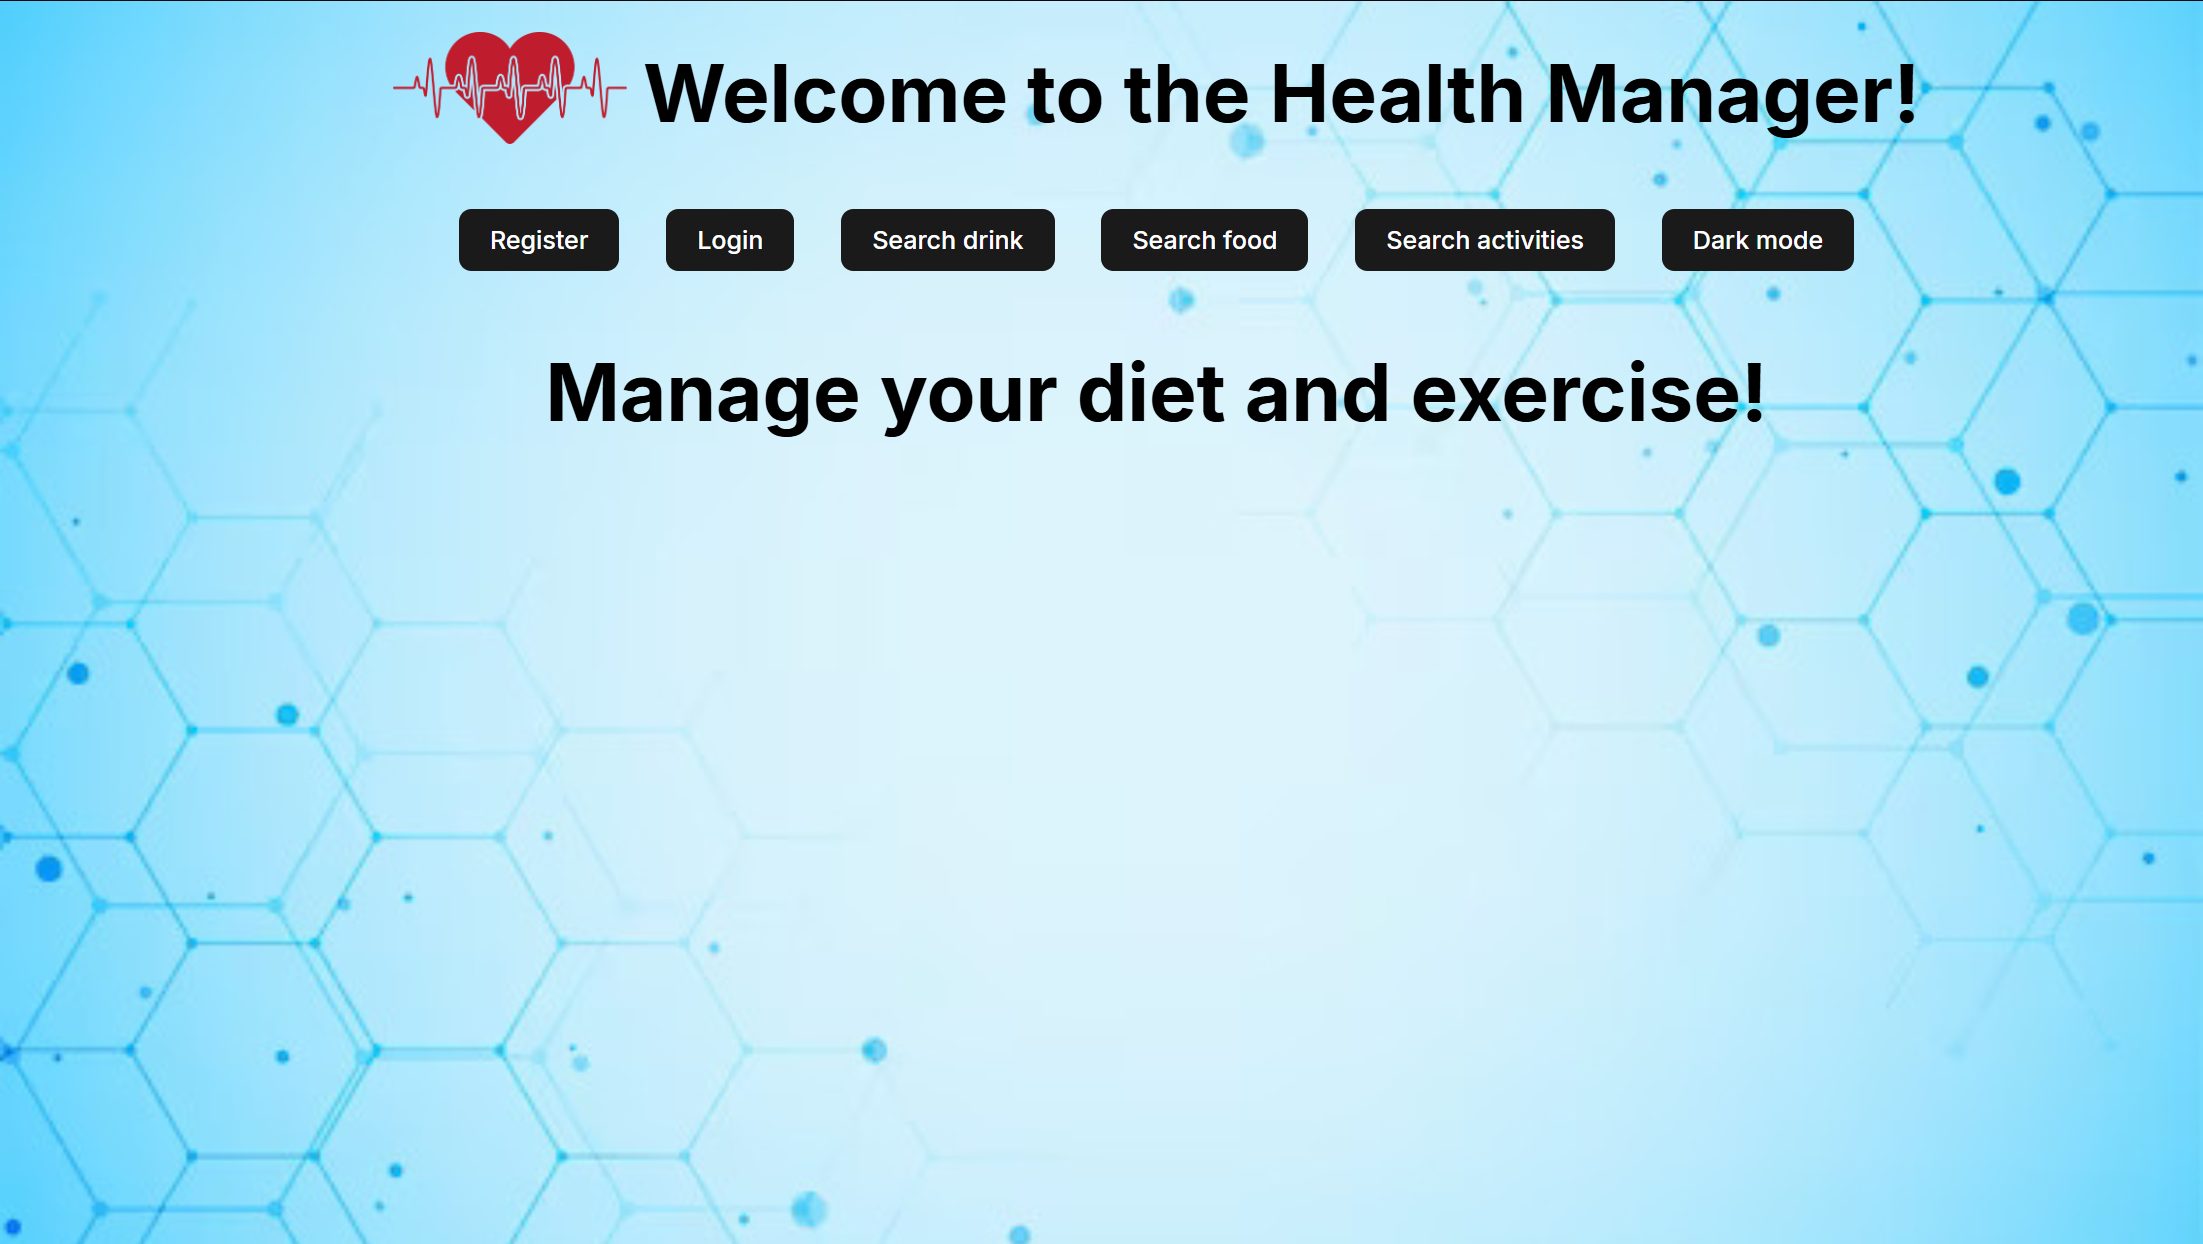 Welcome to the Health Manager!
Register Login Search drink Search food Search activities Dark mode
Manage your diet and exercise!